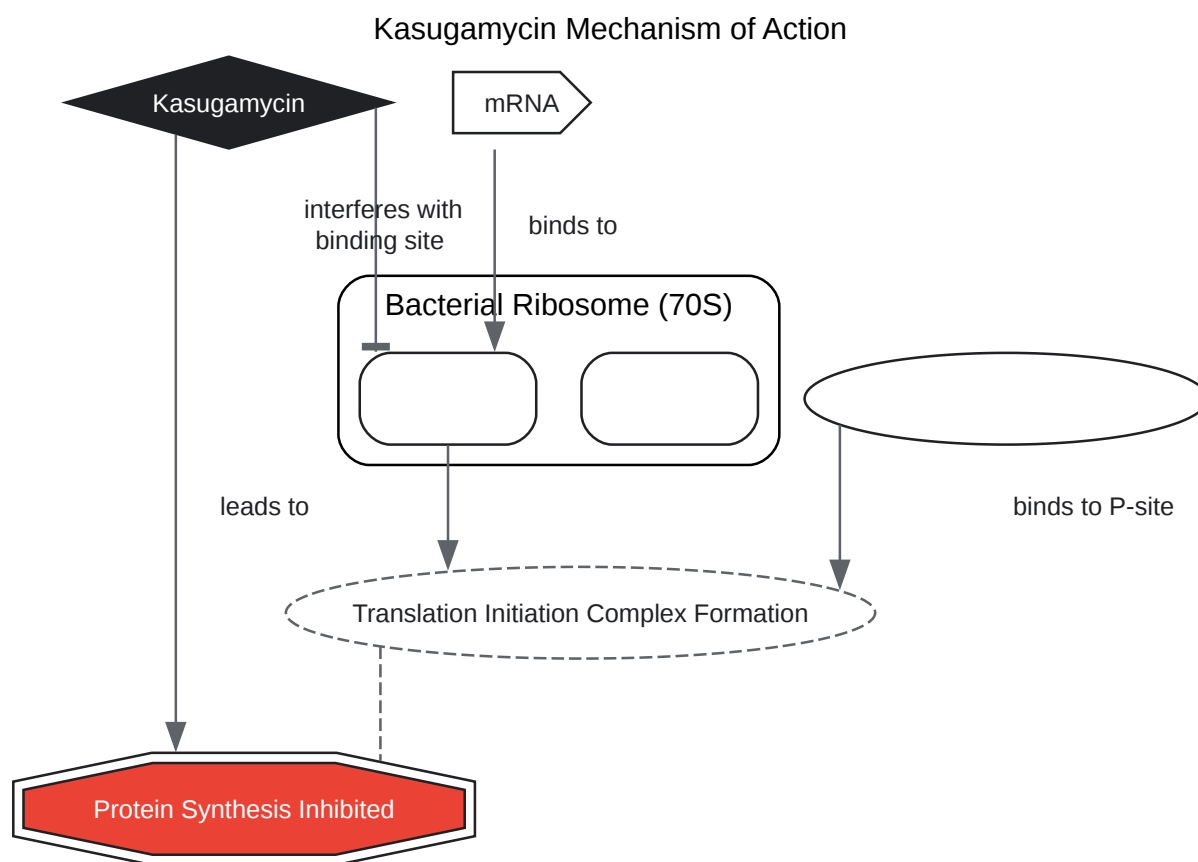 Kasugamycin Mechanism of Action
Kasugamycin
mRNA
interferes with
binding site
binds to
Bacterial Ribosome (70S)
leads to
binds to P-site
Translation Initiation Complex Formation
Protein Synthesis Inhibited